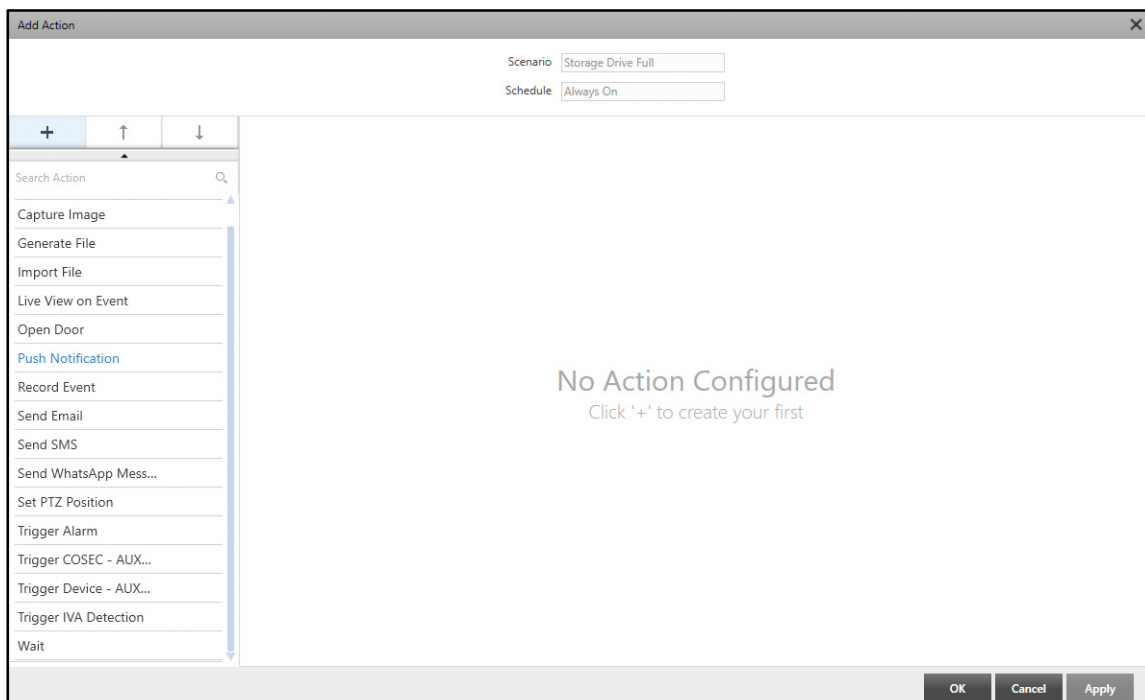 Add Action
Scenario Storage Drive Full
Schedule Always On
Search Action
Capture Image
Generate File
Import File
Live View on Event
Open Door
Push Notification
Record Event
Send Email
Send SMS
Send WhatsApp Mess...
Set PTZ Position
Trigger Alarm
Trigger COSEC - AUX...
Trigger Device - AUX...
Trigger IVA Detection
Wait
No Action Configured
Click '+' to create your first
OK Cancel Apply